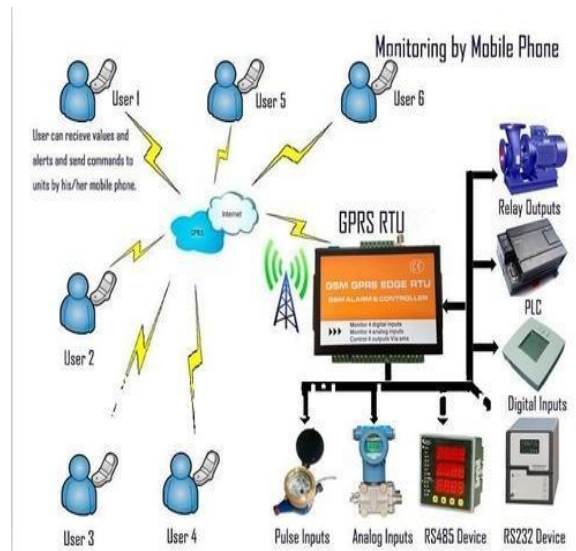 Monitoring by Mobile Phone
User 1
User 5
User 6
User can recieve values and
alerts and send commands to
units by his/her mobile phone.
Internet
GPRS
GPRS RTU
Relay Outputs
GSM GPRS EDGE RTU
GSM ALARM & CONTROLLER
Monitor 4 digital inputs
Monitor 4 analog inputs
Control 4 outputs Via sms
PLC
User 2
Digital Inputs
User 3
User 4
Pulse Inputs
Analog Inputs
RS485 Device
RS232 Device